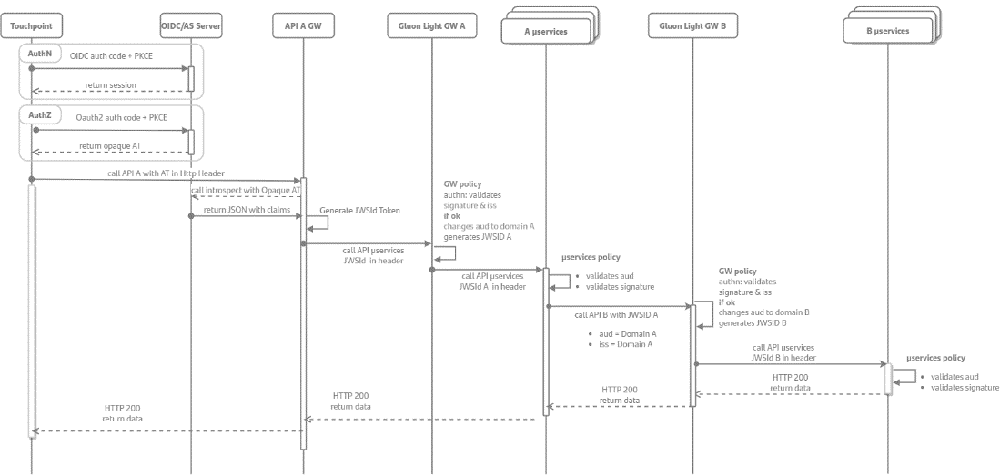 Touchpoint
OIDC/AS Server
API A GW
Gluon Light GW A
A µservices
Gluon Light GW B
B µservices
AuthN
OIDC auth code + PKCE
return session
AuthZ
Oauth2 auth code + PKCE
return opaque AT
call API A with AT in Http Header
call introspect with Opaque AT
return JSON with claims
Generate JWSId Token
GW policy
authn: validates
signature & iss
if ok
changes aud to domain A
generates JWSID A
call API µservices
JWSId in header
call API µservices
JWSId A in header
µservices policy
validates aud
validates signature
GW policy
authn: validates
signature & iss
if ok
changes aud to domain B
generates JWSID B
call API B with JWSID A
aud = Domain A
iss = Domain A
call API userices
JWSId B in header
µservices policy
validates aud
validates signature
HTTP 200
return data
HTTP 200
return data
HTTP 200
return data
HTTP 200
return data